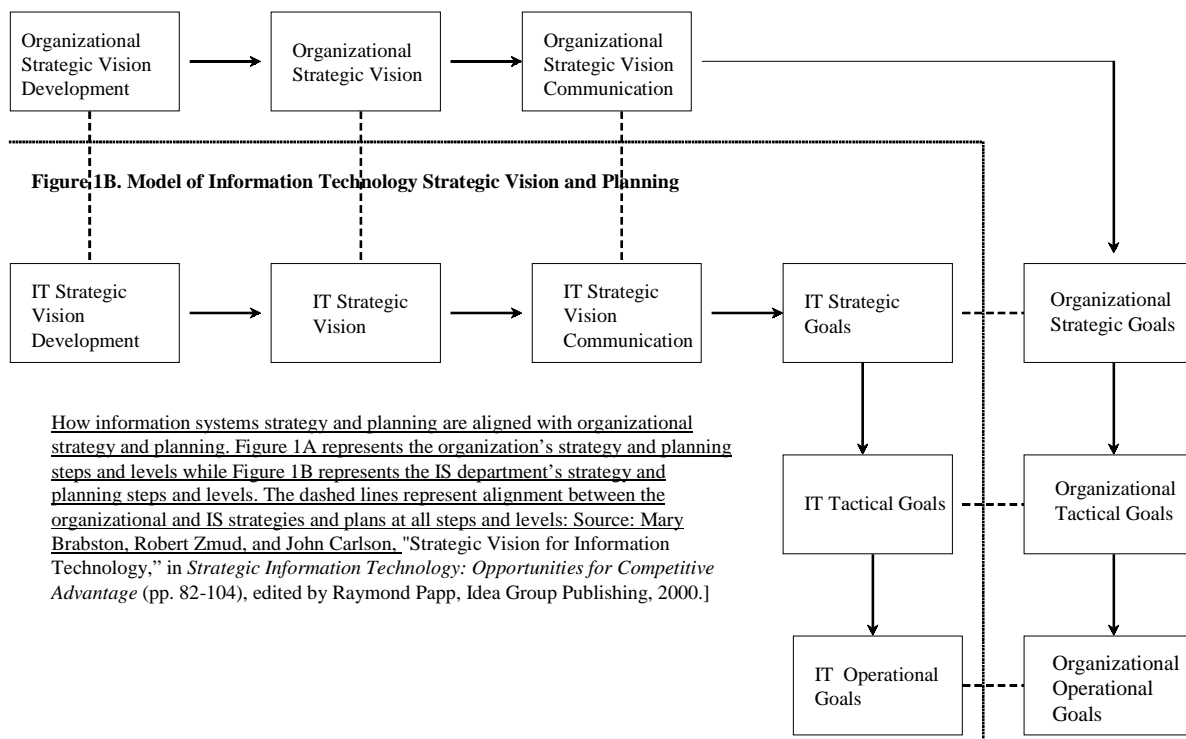 Organizational
Strategic Vision
Development
Organizational
Strategic Vision
Organizational
Strategic Vision
Communication
Figure 1B. Model of Information Technology Strategic Vision and Planning
IT Strategic
Vision
Development
IT Strategic
Vision
IT Strategic
Vision
Communication
IT Strategic
Goals
Organizational
Strategic Goals
How information systems strategy and planning are aligned with organizational
strategy and planning. Figure 1A represents the organization’s strategy and planning
steps and levels while Figure 1B represents the IS department’s strategy and
planning steps and levels. The dashed lines represent alignment between the
organizational and IS strategies and plans at all steps and levels: Source: Mary
Brabston, Robert Zmud, and John Carlson, "Strategic Vision for Information
Technology,” in Strategic Information Technology: Opportunities for Competitive
Advantage (pp. 82-104), edited by Raymond Papp, Idea Group Publishing, 2000.]
IT Tactical Goals
Organizational
Tactical Goals
IT Operational
Goals
Organizational
Operational
Goals